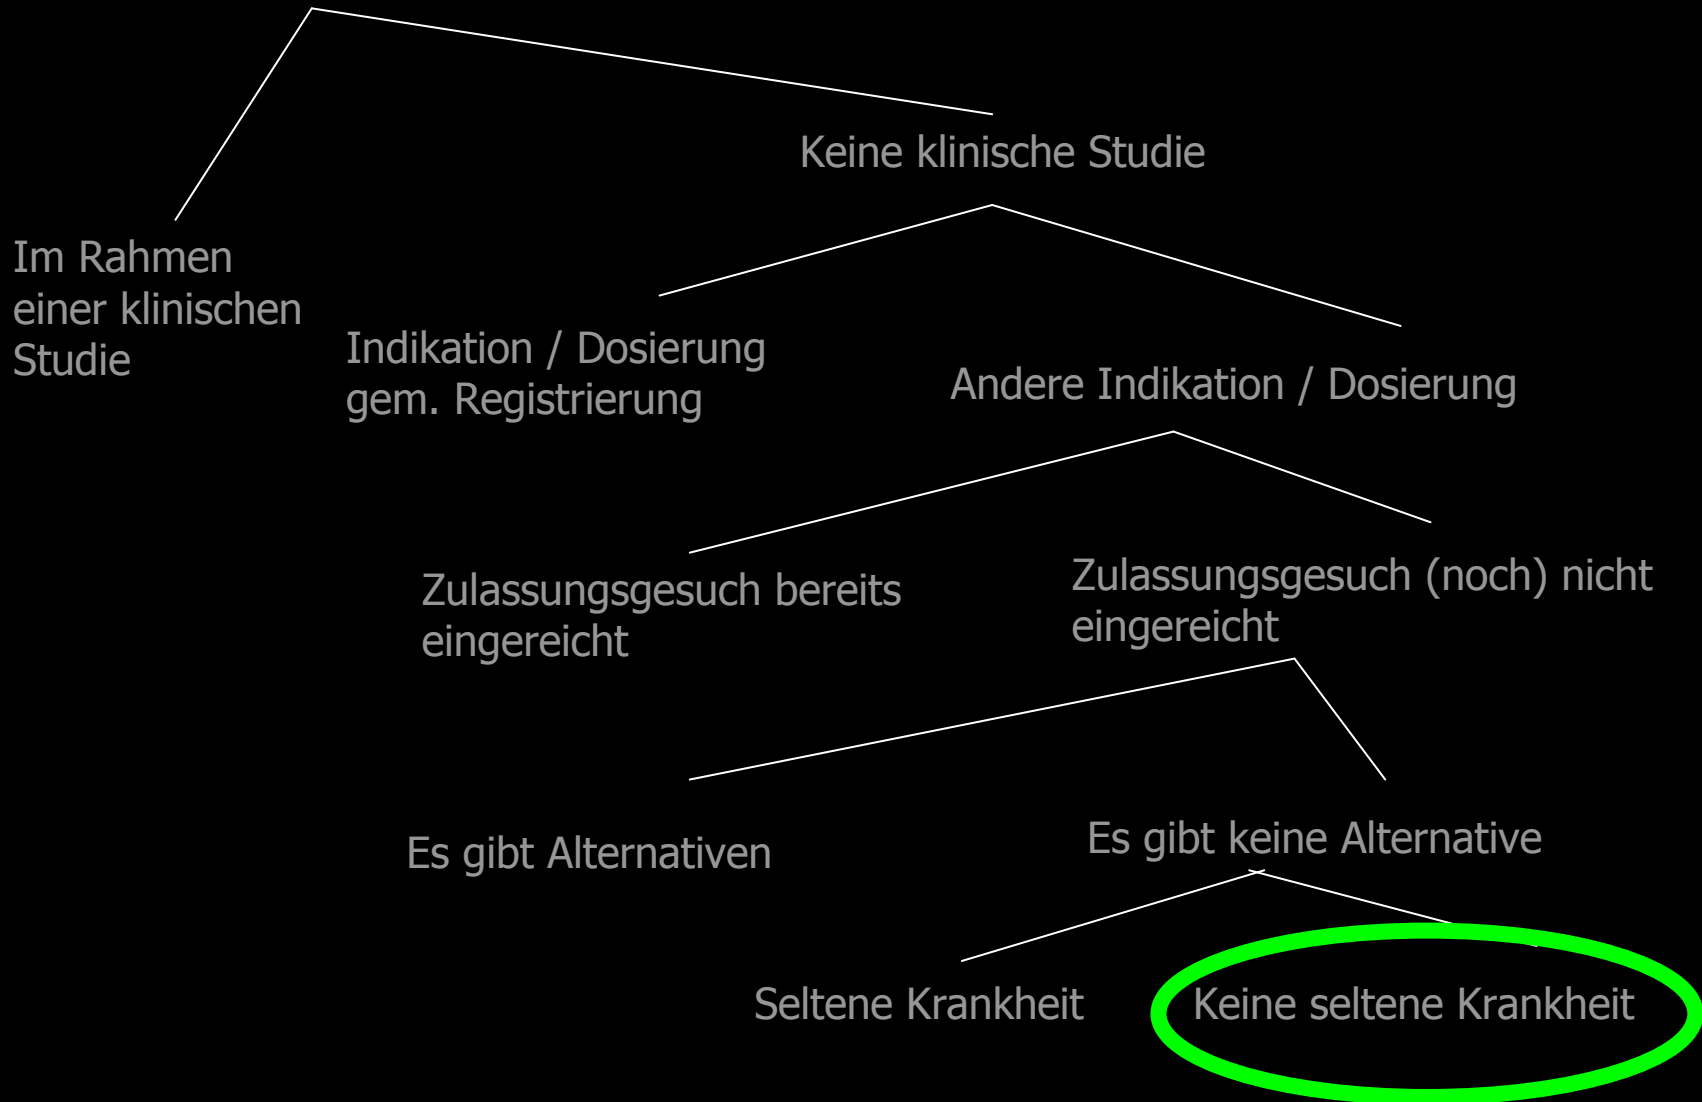 Keine klinische Studie
Im Rahmen
einer klinischen
Studie
Indikation / Dosierung
gem. Registrierung
Andere Indikation / Dosierung
Zulassungsgesuch bereits
eingereicht
Zulassungsgesuch (noch) nicht
eingereicht
Es gibt Alternativen
Es gibt keine Alternative
Seltene Krankheit
Keine seltene Krankheit